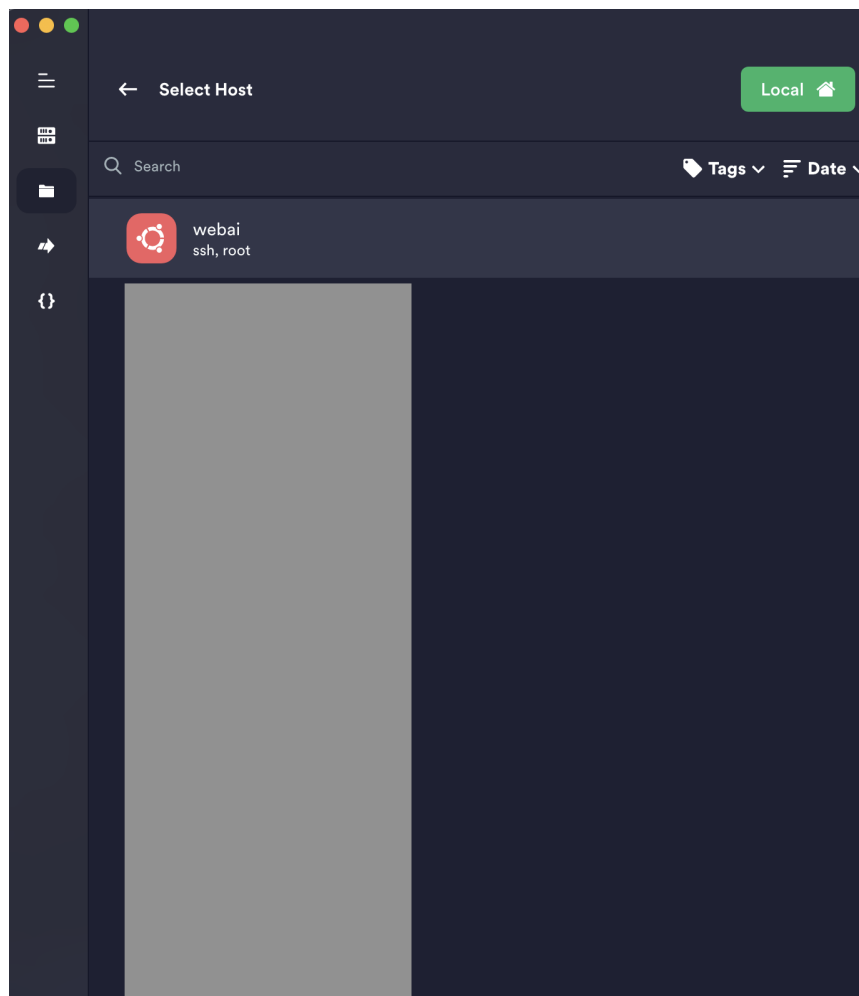 Select Host
Local
Search
Tags
Date
webai
ssh, root